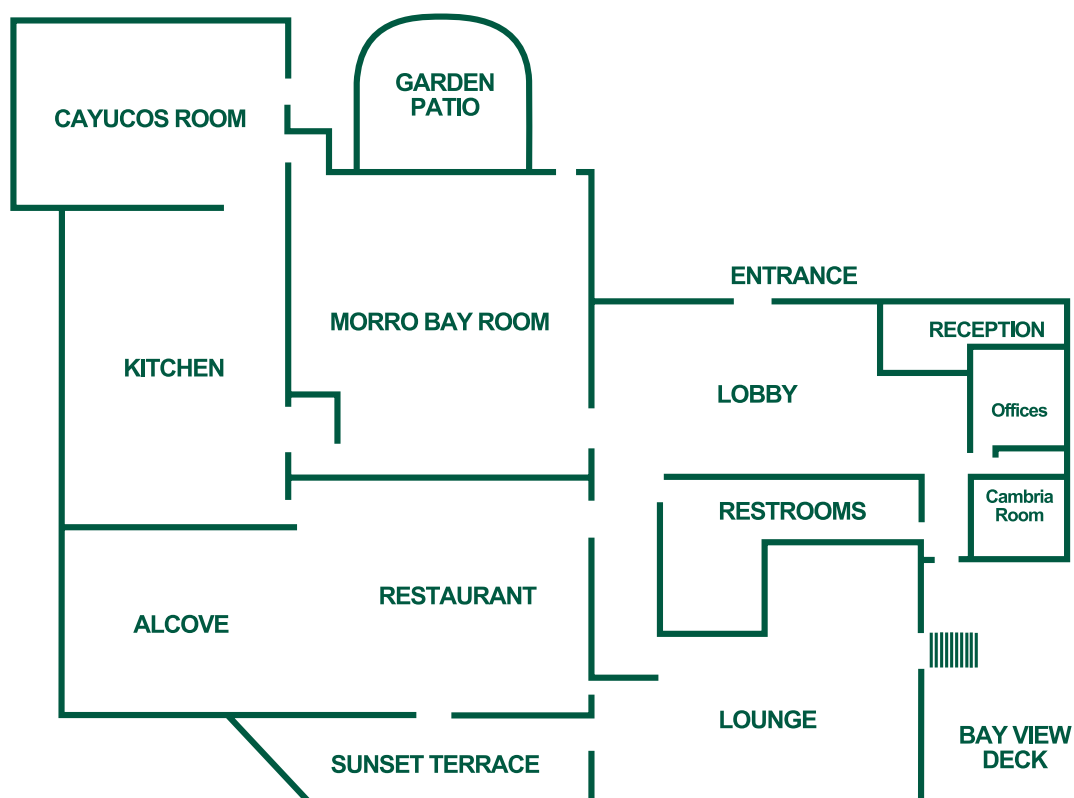 GARDEN
PATIO
CAYUCOS ROOM
ENTRANCE
MORRO BAY ROOM
RECEPTION
KITCHEN
LOBBY
Offices
Cambria
Room
RESTROOMS
RESTAURANT
ALCOVE
LOUNGE
BAY VIEW
DECK
SUNSET TERRACE